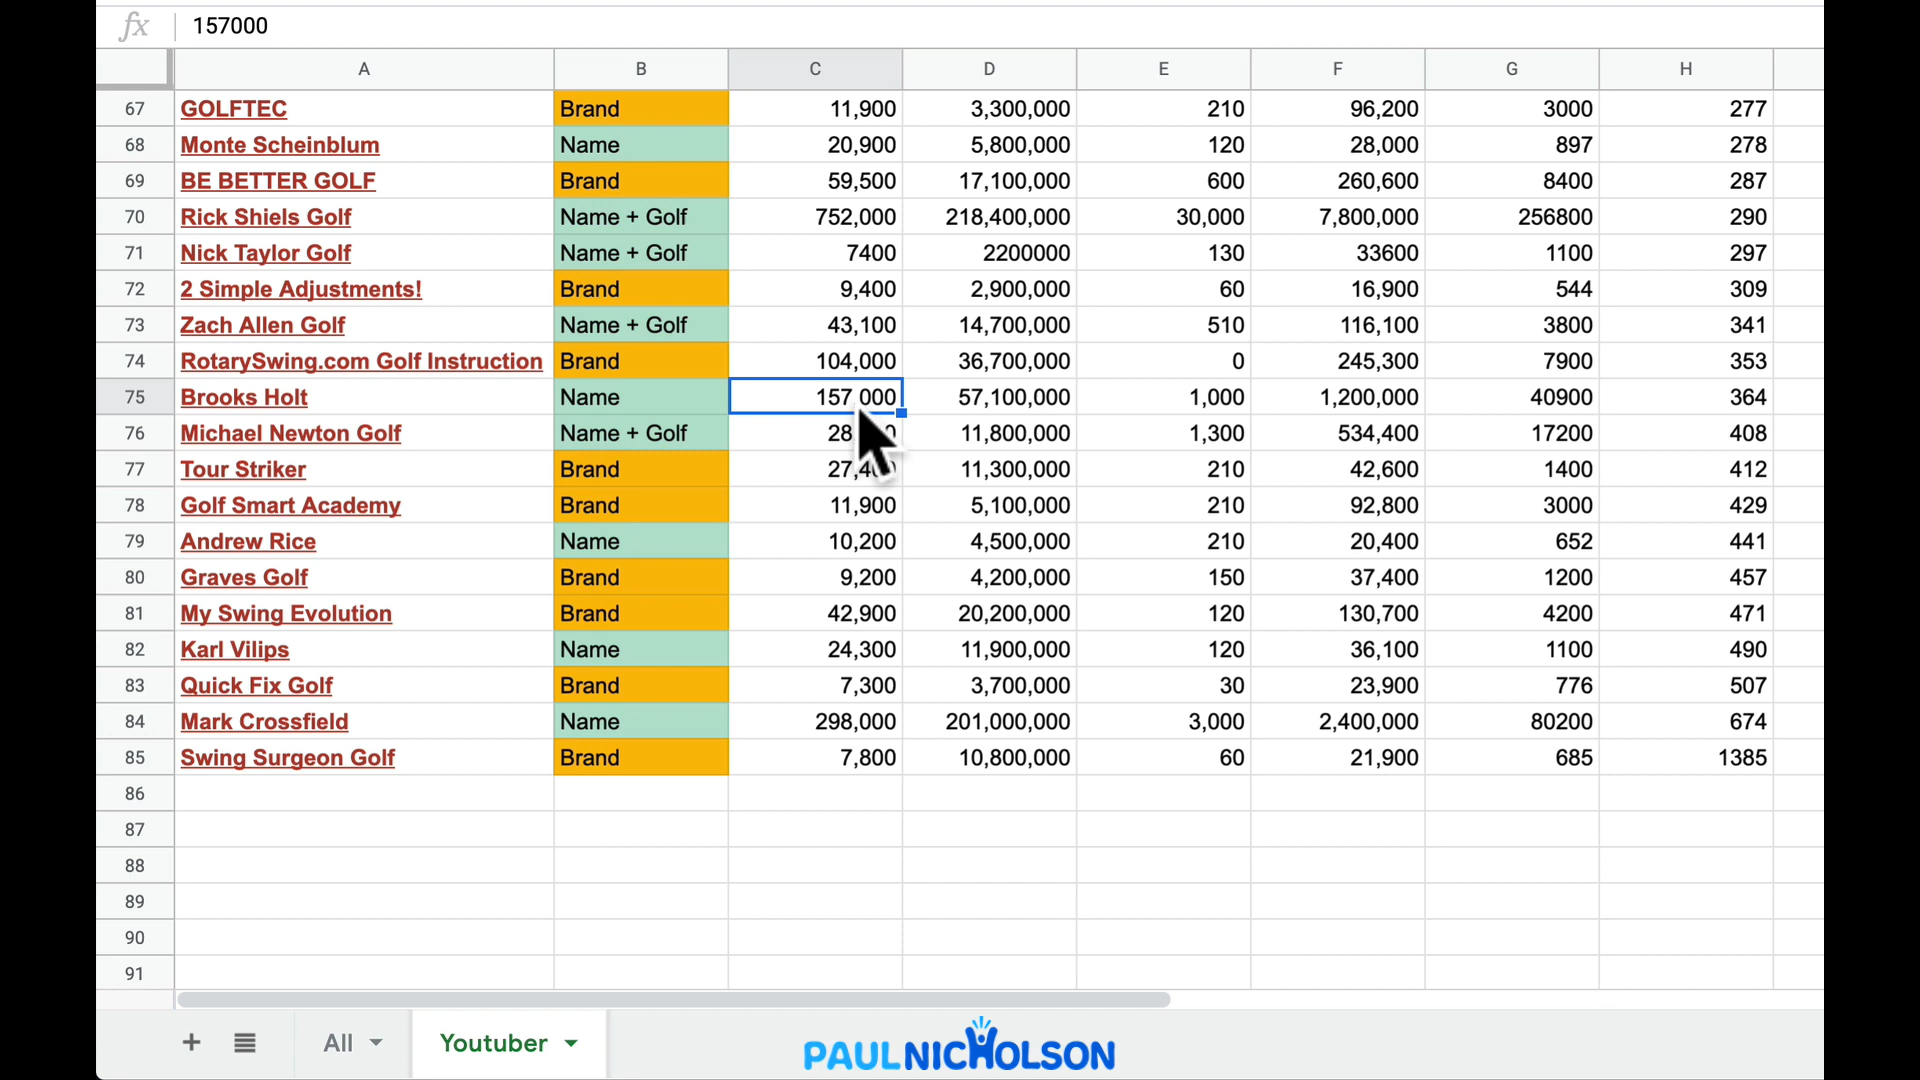 fx 157000
A B C D E F G H
67 GOLFTEC Brand 11,900 3,300,000 210 96,200 3000 277
68 Monte Scheinblum Name 20,900 5,800,000 120 28,000 897 278
69 BE BETTER GOLF Brand 59,500 17,100,000 600 260,600 8400 287
70 Rick Shiels Golf Name + Golf 752,000 218,400,000 30,000 7,800,000 256800 290
71 Nick Taylor Golf Name + Golf 7400 2200000 130 33600 1100 297
72 2 Simple Adjustments! Brand 9,400 2,900,000 60 16,900 544 309
73 Zach Allen Golf Name + Golf 43,100 14,700,000 510 116,100 3800 341
74 RotarySwing.com Golf Instruction Brand 104,000 36,700,000 0 245,300 7900 353
75 Brooks Holt Name 157,000 57,100,000 1,000 1,200,000 40900 364
76 Michael Newton Golf Name + Golf 11,800,000 1,300 534,400 17200 408
77 Tour Striker Brand 27,400 11,300,000 210 42,600 1400 412
78 Golf Smart Academy Brand 11,900 5,100,000 210 92,800 3000 429
79 Andrew Rice Name 10,200 4,500,000 210 20,400 652 441
80 Graves Golf Brand 9,200 4,200,000 150 37,400 1200 457
81 My Swing Evolution Brand 42,900 20,200,000 120 130,700 4200 471
82 Karl Vilips Name 24,300 11,900,000 120 36,100 1100 490
83 Quick Fix Golf Brand 7,300 3,700,000 30 23,900 776 507
84 Mark Crossfield Name 298,000 201,000,000 3,000 2,400,000 80200 674
85 Swing Surgeon Golf Brand 7,800 10,800,000 60 21,900 685 1385
86
87
88
89
90
91
+ All Youtuber PAULNICHOLSON